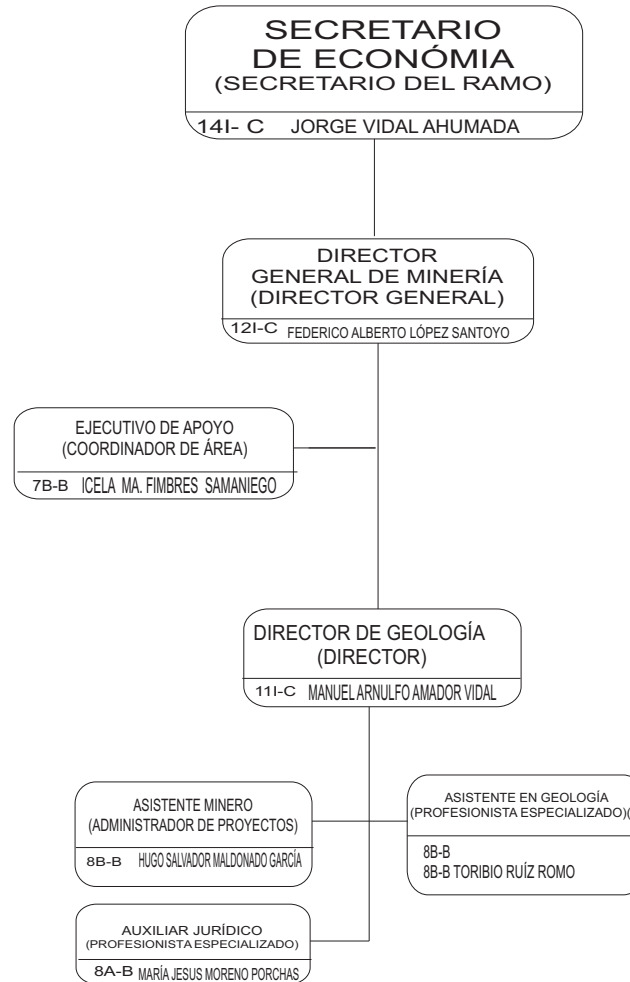 SECRETARIO
DE ECONÓMIA
(SECRETARIO DEL RAMO)
14I- C JORGE VIDAL AHUMADA
DIRECTOR
GENERAL DE MINERÍA
(DIRECTOR GENERAL)
12I-C FEDERICO ALBERTO LÓPEZ SANTOYO
EJECUTIVO DE APOYO
(COORDINADOR DE ÁREA)
7B-B ICELA MA. FIMBRES SAMANIEGO
DIRECTOR DE GEOLOGÍA
(DIRECTOR)
11I-C MANUEL ARNULFO AMADOR VIDAL
ASISTENTE MINERO
(ADMINISTRADOR DE PROYECTOS)
8B-B HUGO SALVADOR MALDONADO GARCÍA
ASISTENTE EN GEOLOGÍA
(PROFESIONISTA ESPECIALIZADO)(
8B-B
8B-B TORIBIO RUÍZ ROMO
AUXILIAR JURÍDICO
(PROFESIONISTA ESPECIALIZADO)
8A-B MARÍA JESUS MORENO PORCHAS